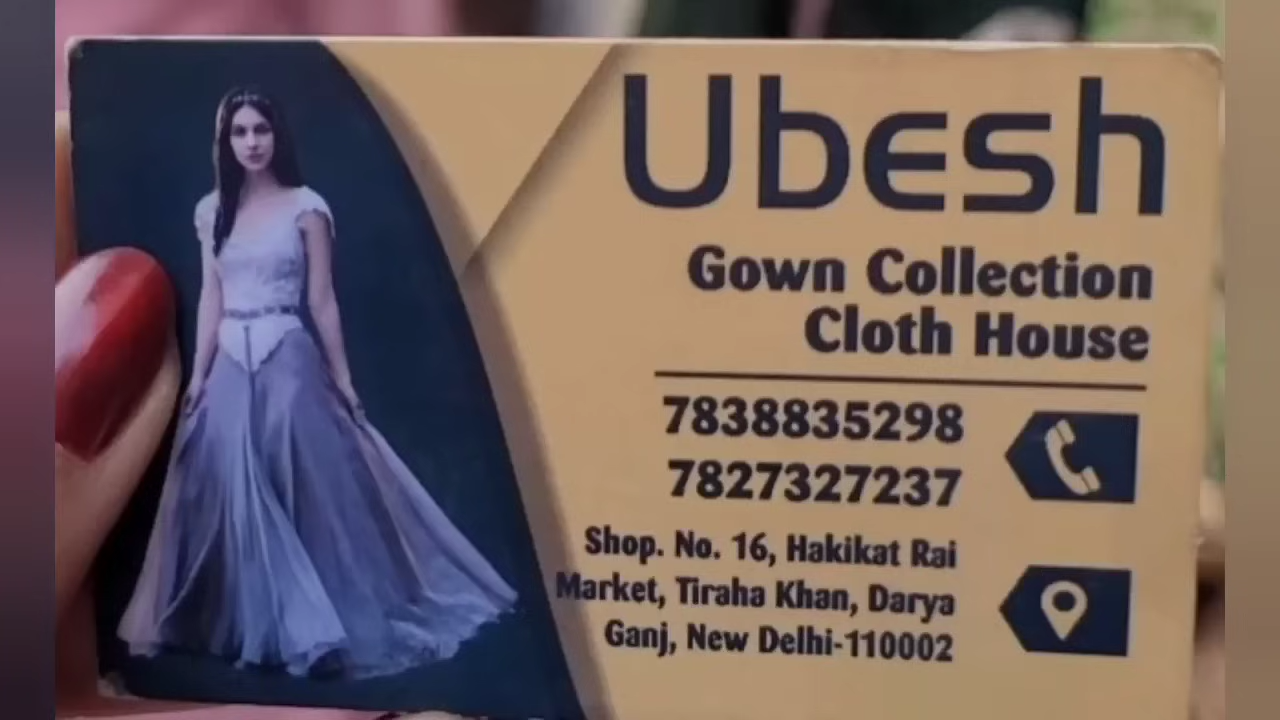 Ubesh
Gown Collection
Cloth House
7838835298
7827327237
Shop. No. 16, Hakikat Rai
Market, Tiraha Khan, Darya
Ganj, New Delhi-110002